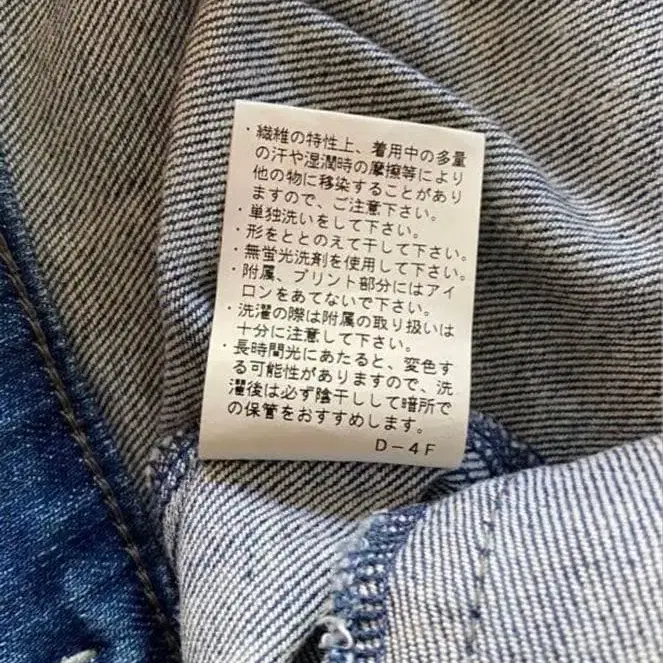 ・繊維の特性上、着用中の多量
の汗や湿潤時の摩擦等により
他の物に移染することがあり
ますので、ご注意下さい。
・単独洗いをして下さい。
・形をととのえて干して下さい。
・無蛍光洗剤を使用して下さい。
・附属、プリント部分にはアイ
ロンをあてないで下さい。
・洗濯の際は附属の取り扱いは
十分に注意して下さい。
・長時間光にあたると、変色す
る可能性がありますので、洗
濯後は必ず陰干しして暗所で
の保管をおすすめします。
D-4F